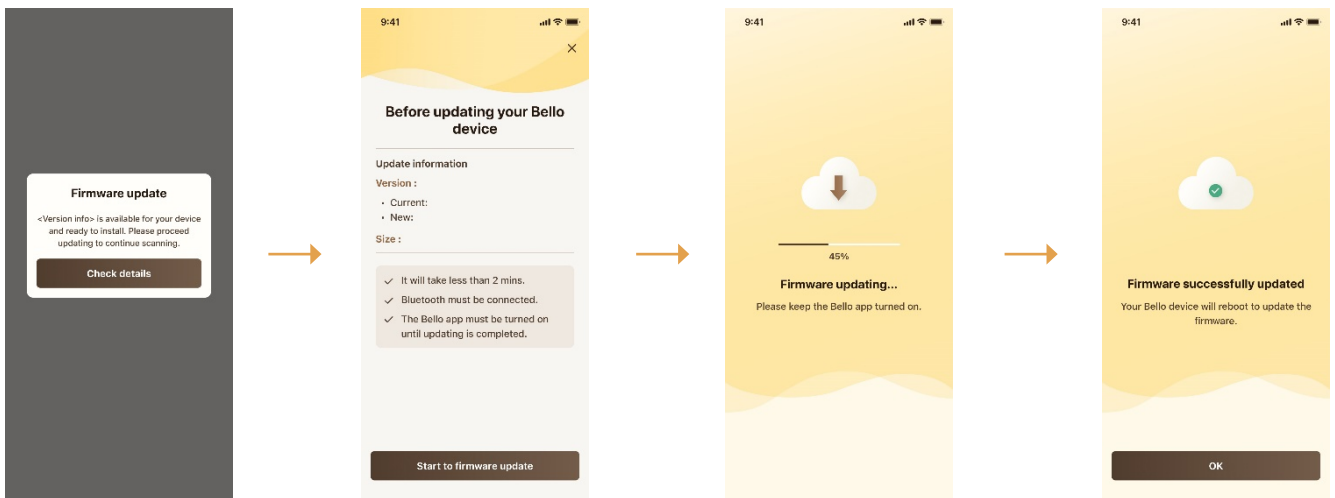 Firmware update
<Version info> is available for your device
and ready to install. Please proceed
updating to continue scanning.
Check details
9:41
Before updating your Bello
device
Update information
Version :
• Current:
• New:
Size :
It will take less than 2 mins.
Bluetooth must be connected.
The Bello app must be turned on
until updating is completed.
Start to firmware update
9:41
45%
Firmware updating...
Please keep the Bello app turned on.
9:41
Firmware successfully updated
Your Bello device will reboot to update the
firmware.
OK